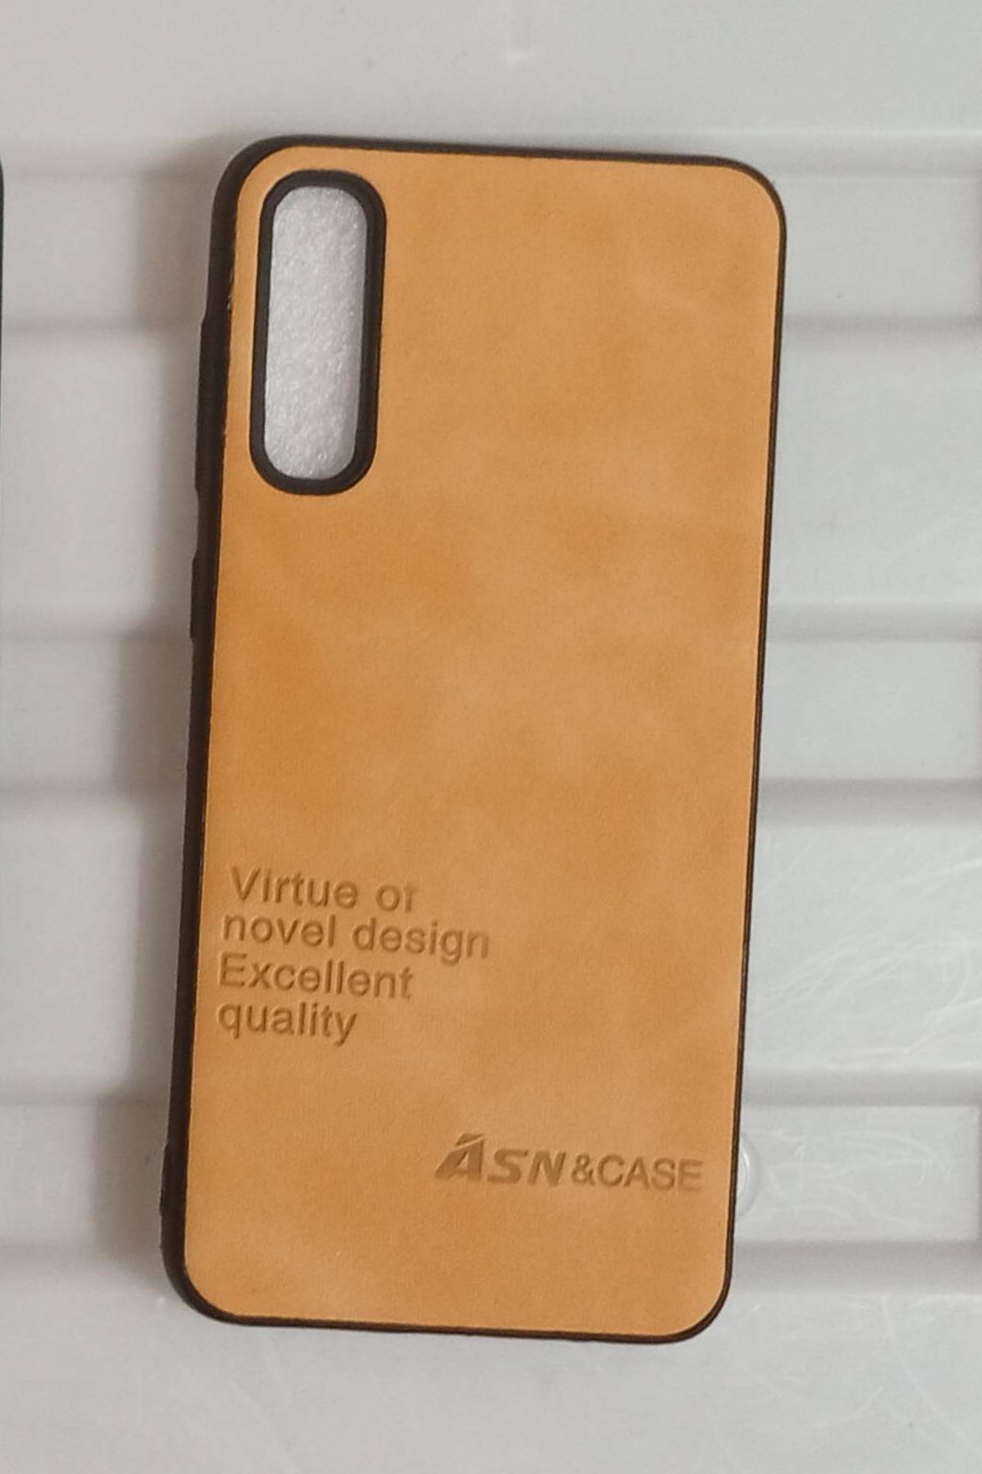 Virtue of
novel design
Excellent
quality
ASN&CASE